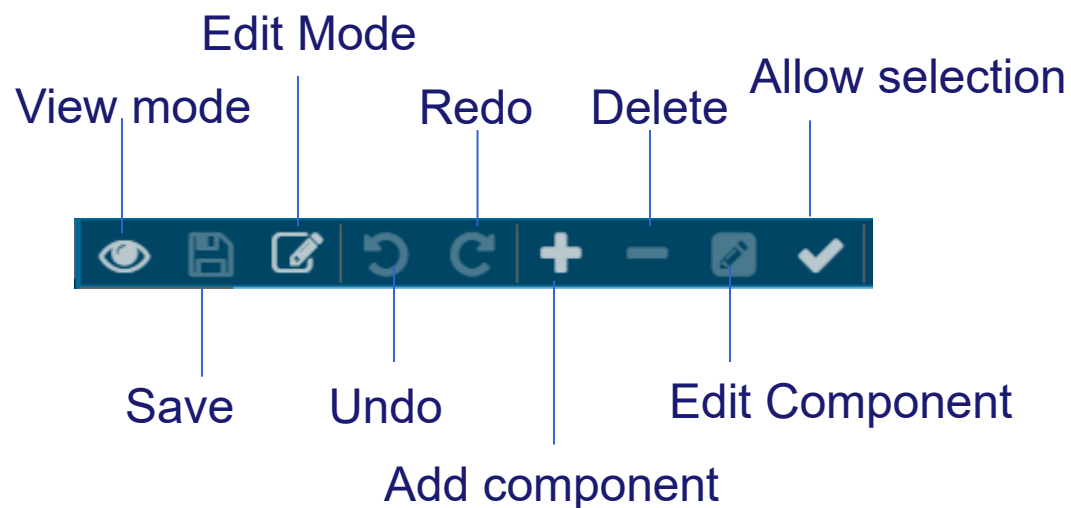 Edit Mode
View mode
Redo
Delete
Allow selection
Save
Undo
Edit Component
Add component